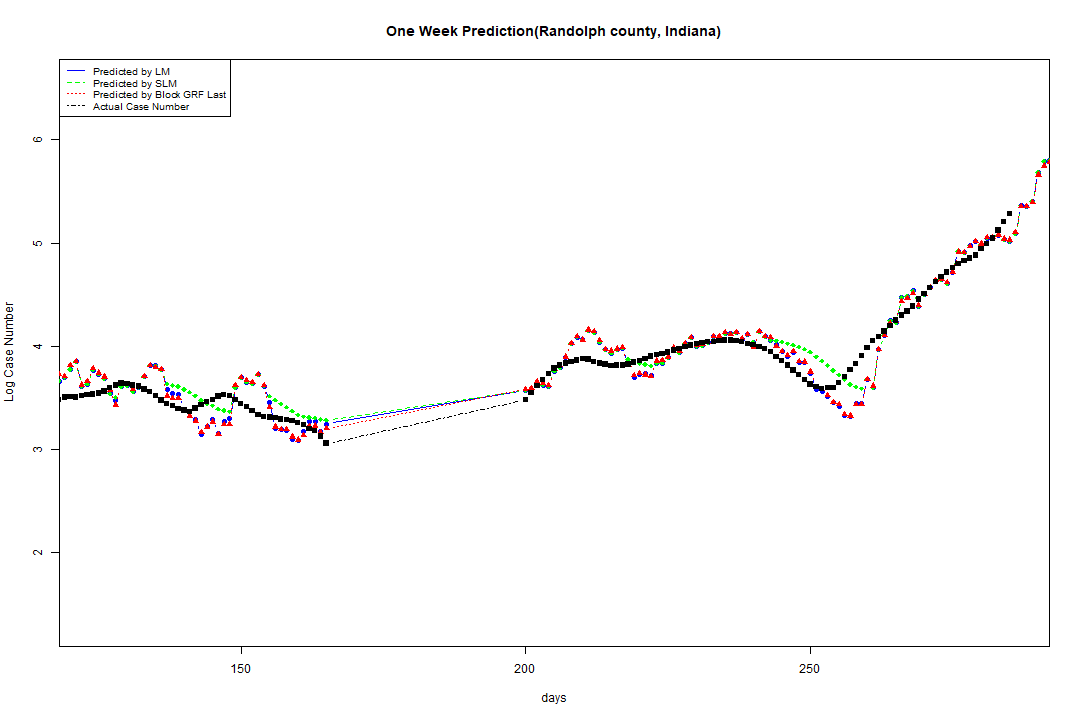 One Week Prediction(Randolph county, Indiana)
Predicted by LM
Predicted by SLM
Predicted by Block GRF Last
Actual Case Number
Log Case Number
6
5
4
3
2
150
200
250
days